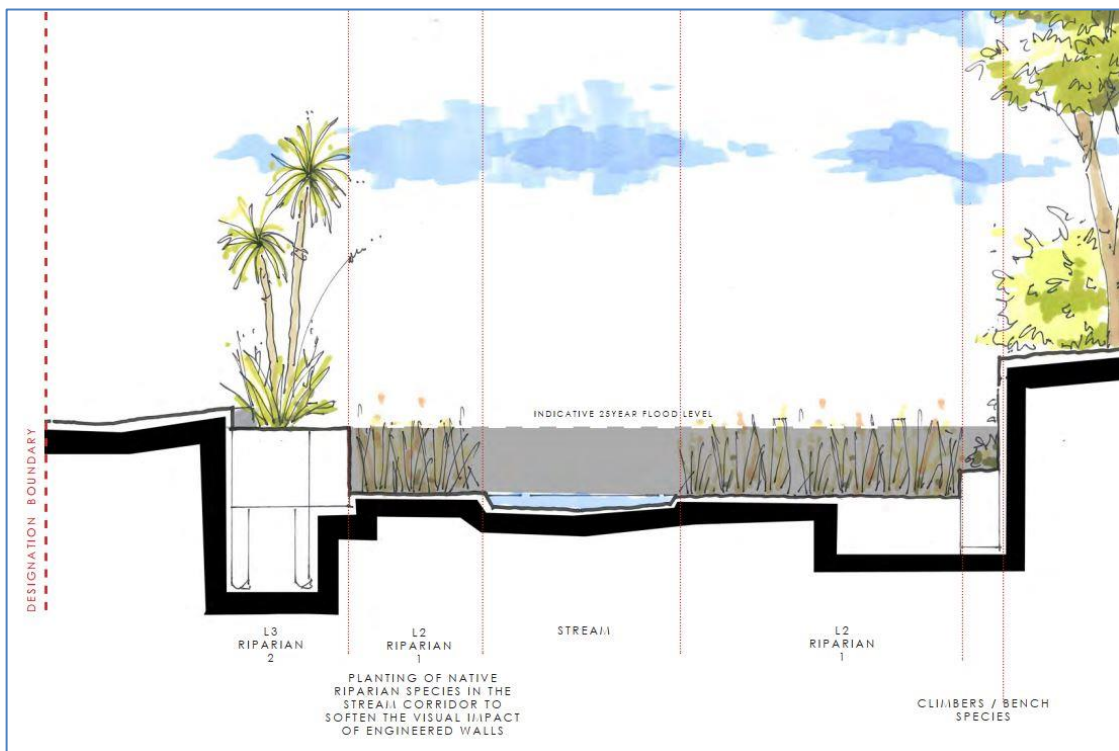 INDICATIVE 25YEAR FLOOD LEVEL
DESIGNATION BOUNDARY
L3
RIPARIAN
2
L2
RIPARIAN
1
PLANTING OF NATIVE
RIPARIAN SPECIES IN THE
STREAM CORRIDOR TO
SOFTEN THE VISUAL IMPACT
OF ENGINEERED WALLS
STREAM
L2
RIPARIAN
1
CLIMBERS / BENCH
SPECIES